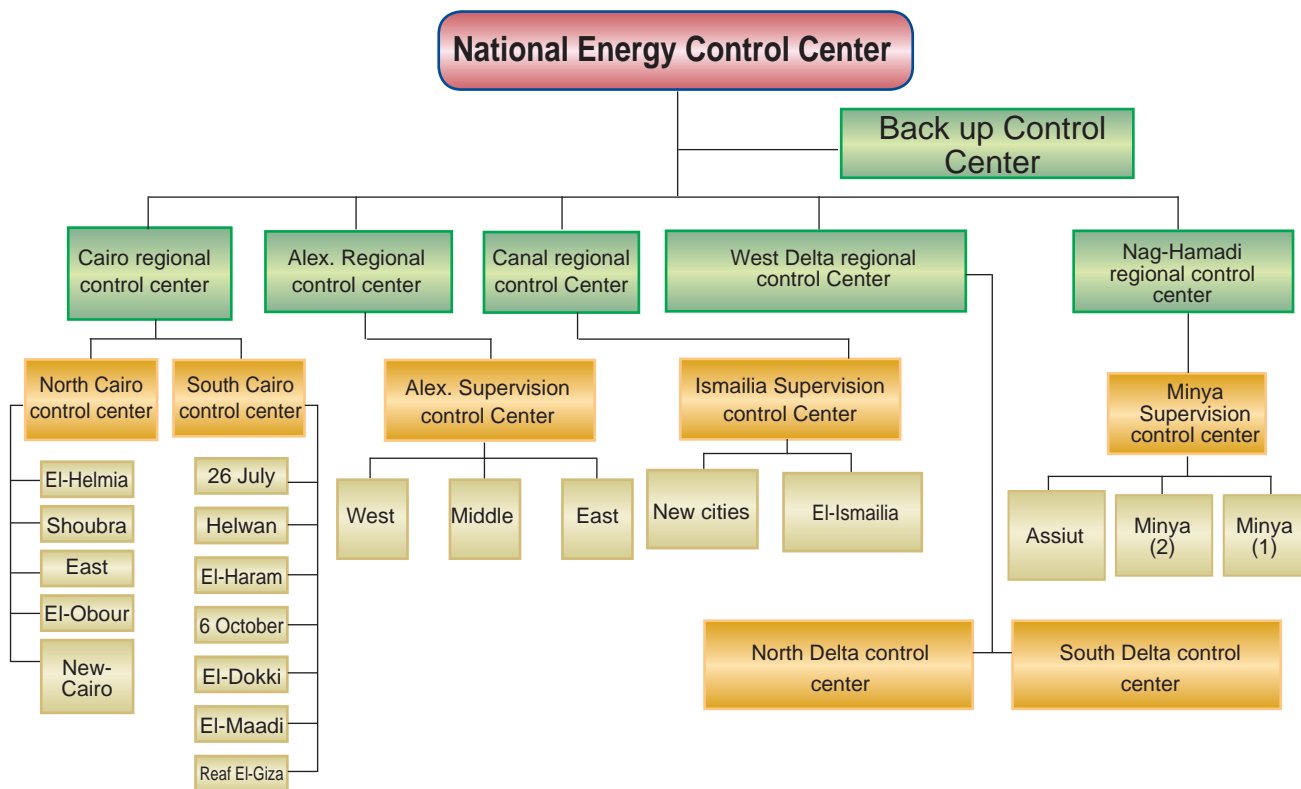 National Energy Control Center
Back up Control
Center
Cairo regional
control center
Alex. Regional
control center
Canal regional
control Center
West Delta regional
control Center
Nag-Hamadi
regional control
center
North Cairo
control center
South Cairo
control center
Alex. Supervision
control Center
Ismailia Supervision
control Center
Minya
Supervision
control center
El-Helmia
Shoubra
East
El-Obour
New-
Cairo
26 July
Helwan
El-Haram
6 October
El-Dokki
El-Maadi
Reaf El-Giza
West
Middle
East
New cities
El-Ismailia
Assiut
Minya
(2)
Minya
(1)
North Delta control
center
South Delta control
center